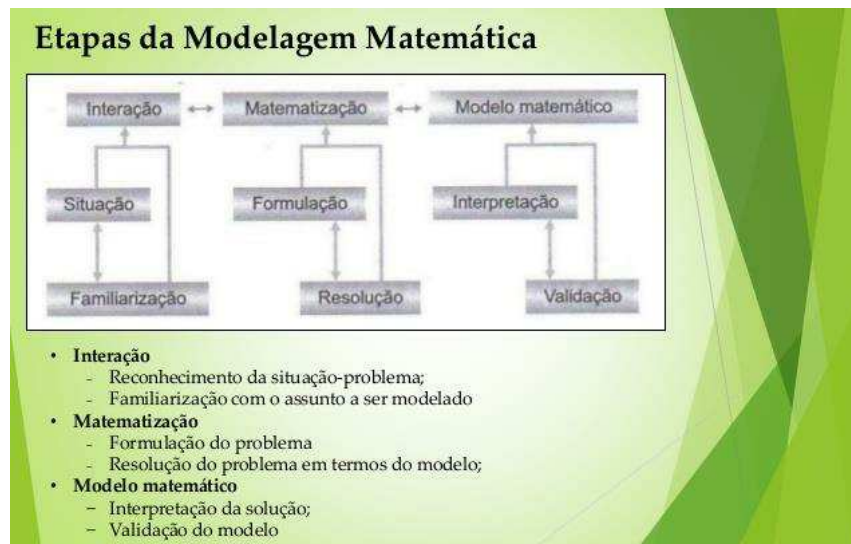 Etapas da Modelagem Matemática
Interação
Matematização
Modelo matemático
Situação
Formulação
Interpretação
Familiarização
Resolução
Validação
• Interação
- Reconhecimento da situação-problema;
- Familiarização com o assunto a ser modelado
• Matematização
- Formulação do problema
- Resolução do problema em termos do modelo;
• Modelo matemático
− Interpretação da solução;
− Validação do modelo